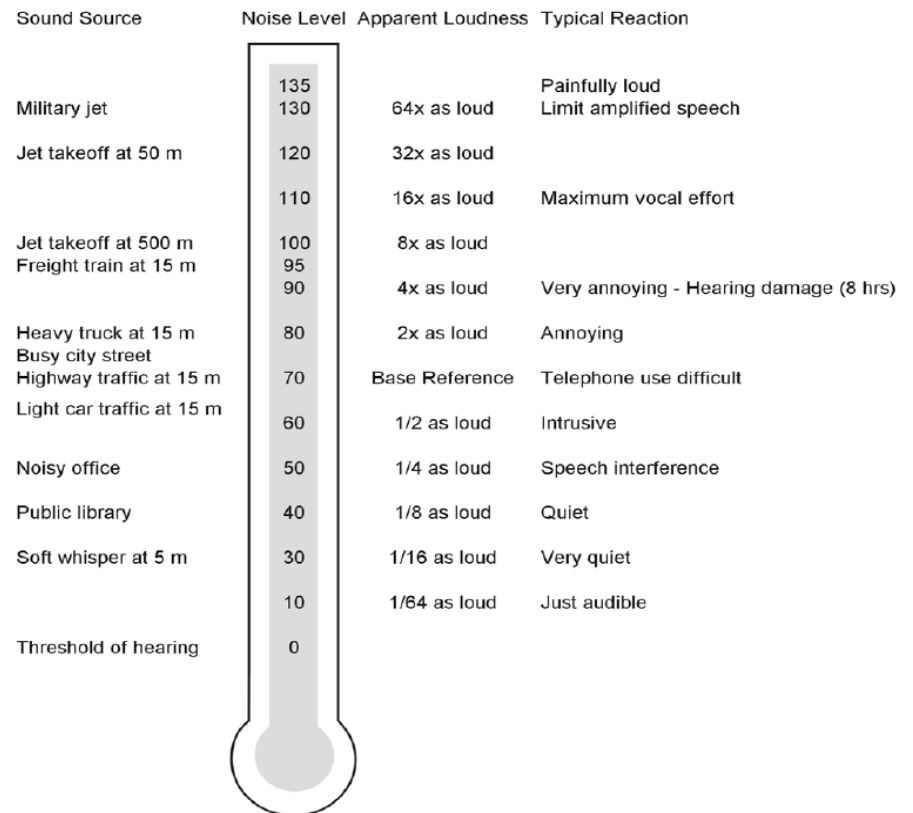 Sound Source Noise Level Apparent Loudness Typical Reaction
135 Painfully loud
Military jet 130 64x as loud Limit amplified speech
Jet takeoff at 50 m 120 32x as loud
110 16x as loud Maximum vocal effort
Jet takeoff at 500 m 100 8x as loud
Freight train at 15 m 95
90 4x as loud Very annoying - Hearing damage (8 hrs)
Heavy truck at 15 m 80 2x as loud Annoying
Busy city street
Highway traffic at 15 m 70 Base Reference Telephone use difficult
Light car traffic at 15 m
60 1/2 as loud Intrusive
Noisy office 50 1/4 as loud Speech interference
Public library 40 1/8 as loud Quiet
Soft whisper at 5 m 30 1/16 as loud Very quiet
10 1/64 as loud Just audible
Threshold of hearing 0